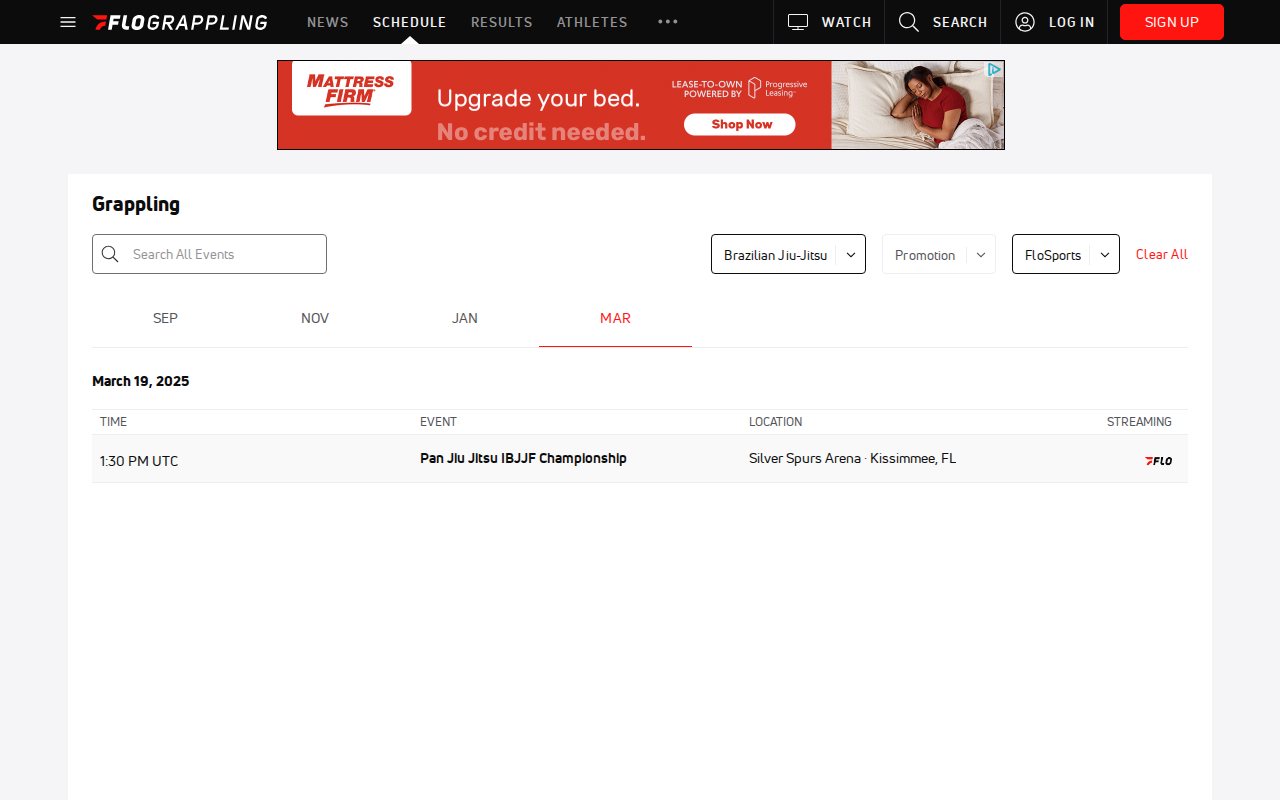 FLOGRAPPLING NEWS SCHEDULE RESULTS ATHLETES ••• WATCH SEARCH LOG IN SIGN UP
MATTRESS FIRM
Upgrade your bed.
No credit needed.
LEASE-TO-OWN POWERED BY Progressive Leasing
Shop Now
Grappling
Search All Events Brazilian Jiu-Jitsu Promotion FloSports Clear All
SEP NOV JAN MAR
March 19, 2025
TIME EVENT LOCATION STREAMING
1:30 PM UTC Pan Jiu Jitsu IBJJF Championship Silver Spurs Arena · Kissimmee, FL FLO